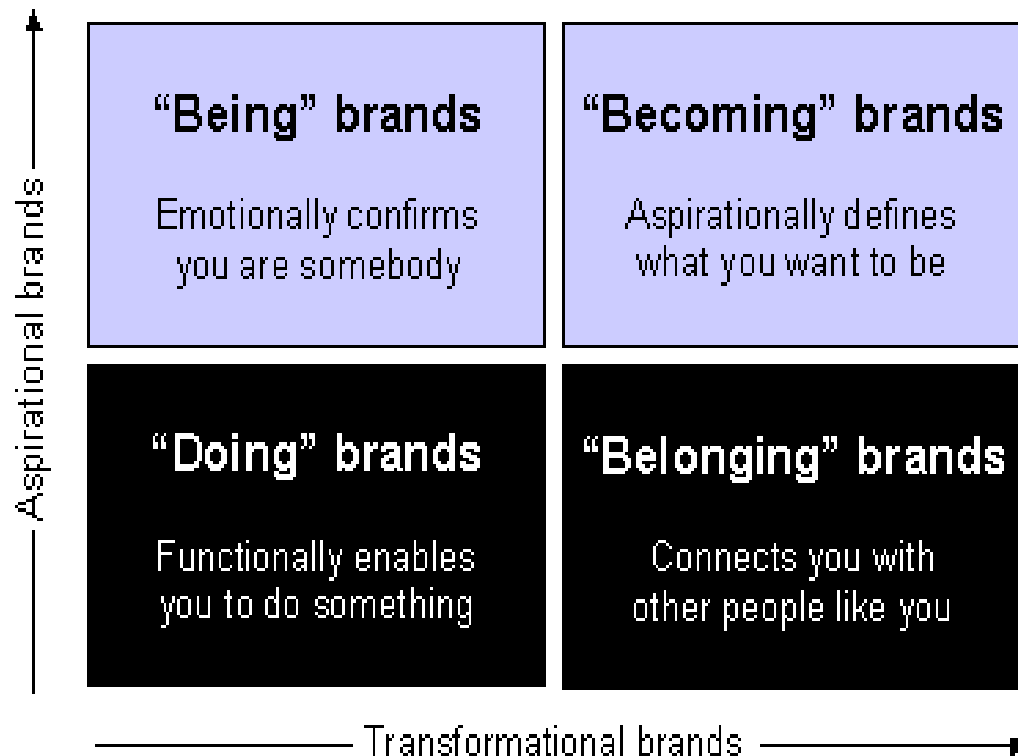 Aspirational brands
“Being” brands
Emotionally confirms
you are somebody
“Becoming” brands
Aspirationally defines
what you want to be
“Doing” brands
Functionally enables
you to do something
“Belonging” brands
Connects you with
other people like you
Transformational brands